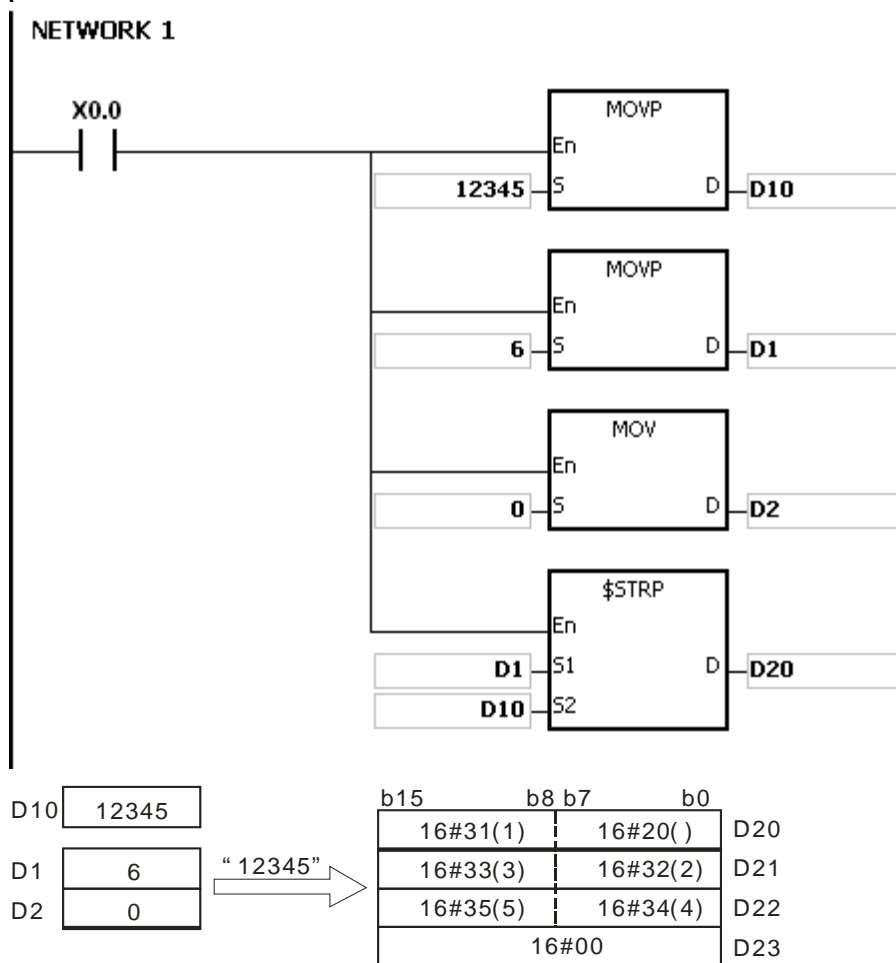 NETWORK 1
X0.0
MOVP
En
12345 S D D10
MOVP
En
6 S D D1
MOV
En
0 S D D2
$STRP
En
D1 S1 D D20
D10 S2
b15 b8 b7 b0
D10 12345 16#31(1) 16#20( ) D20
D1 6 “12345” 16#33(3) 16#32(2) D21
D2 0 16#35(5) 16#34(4) D22
16#00 D23